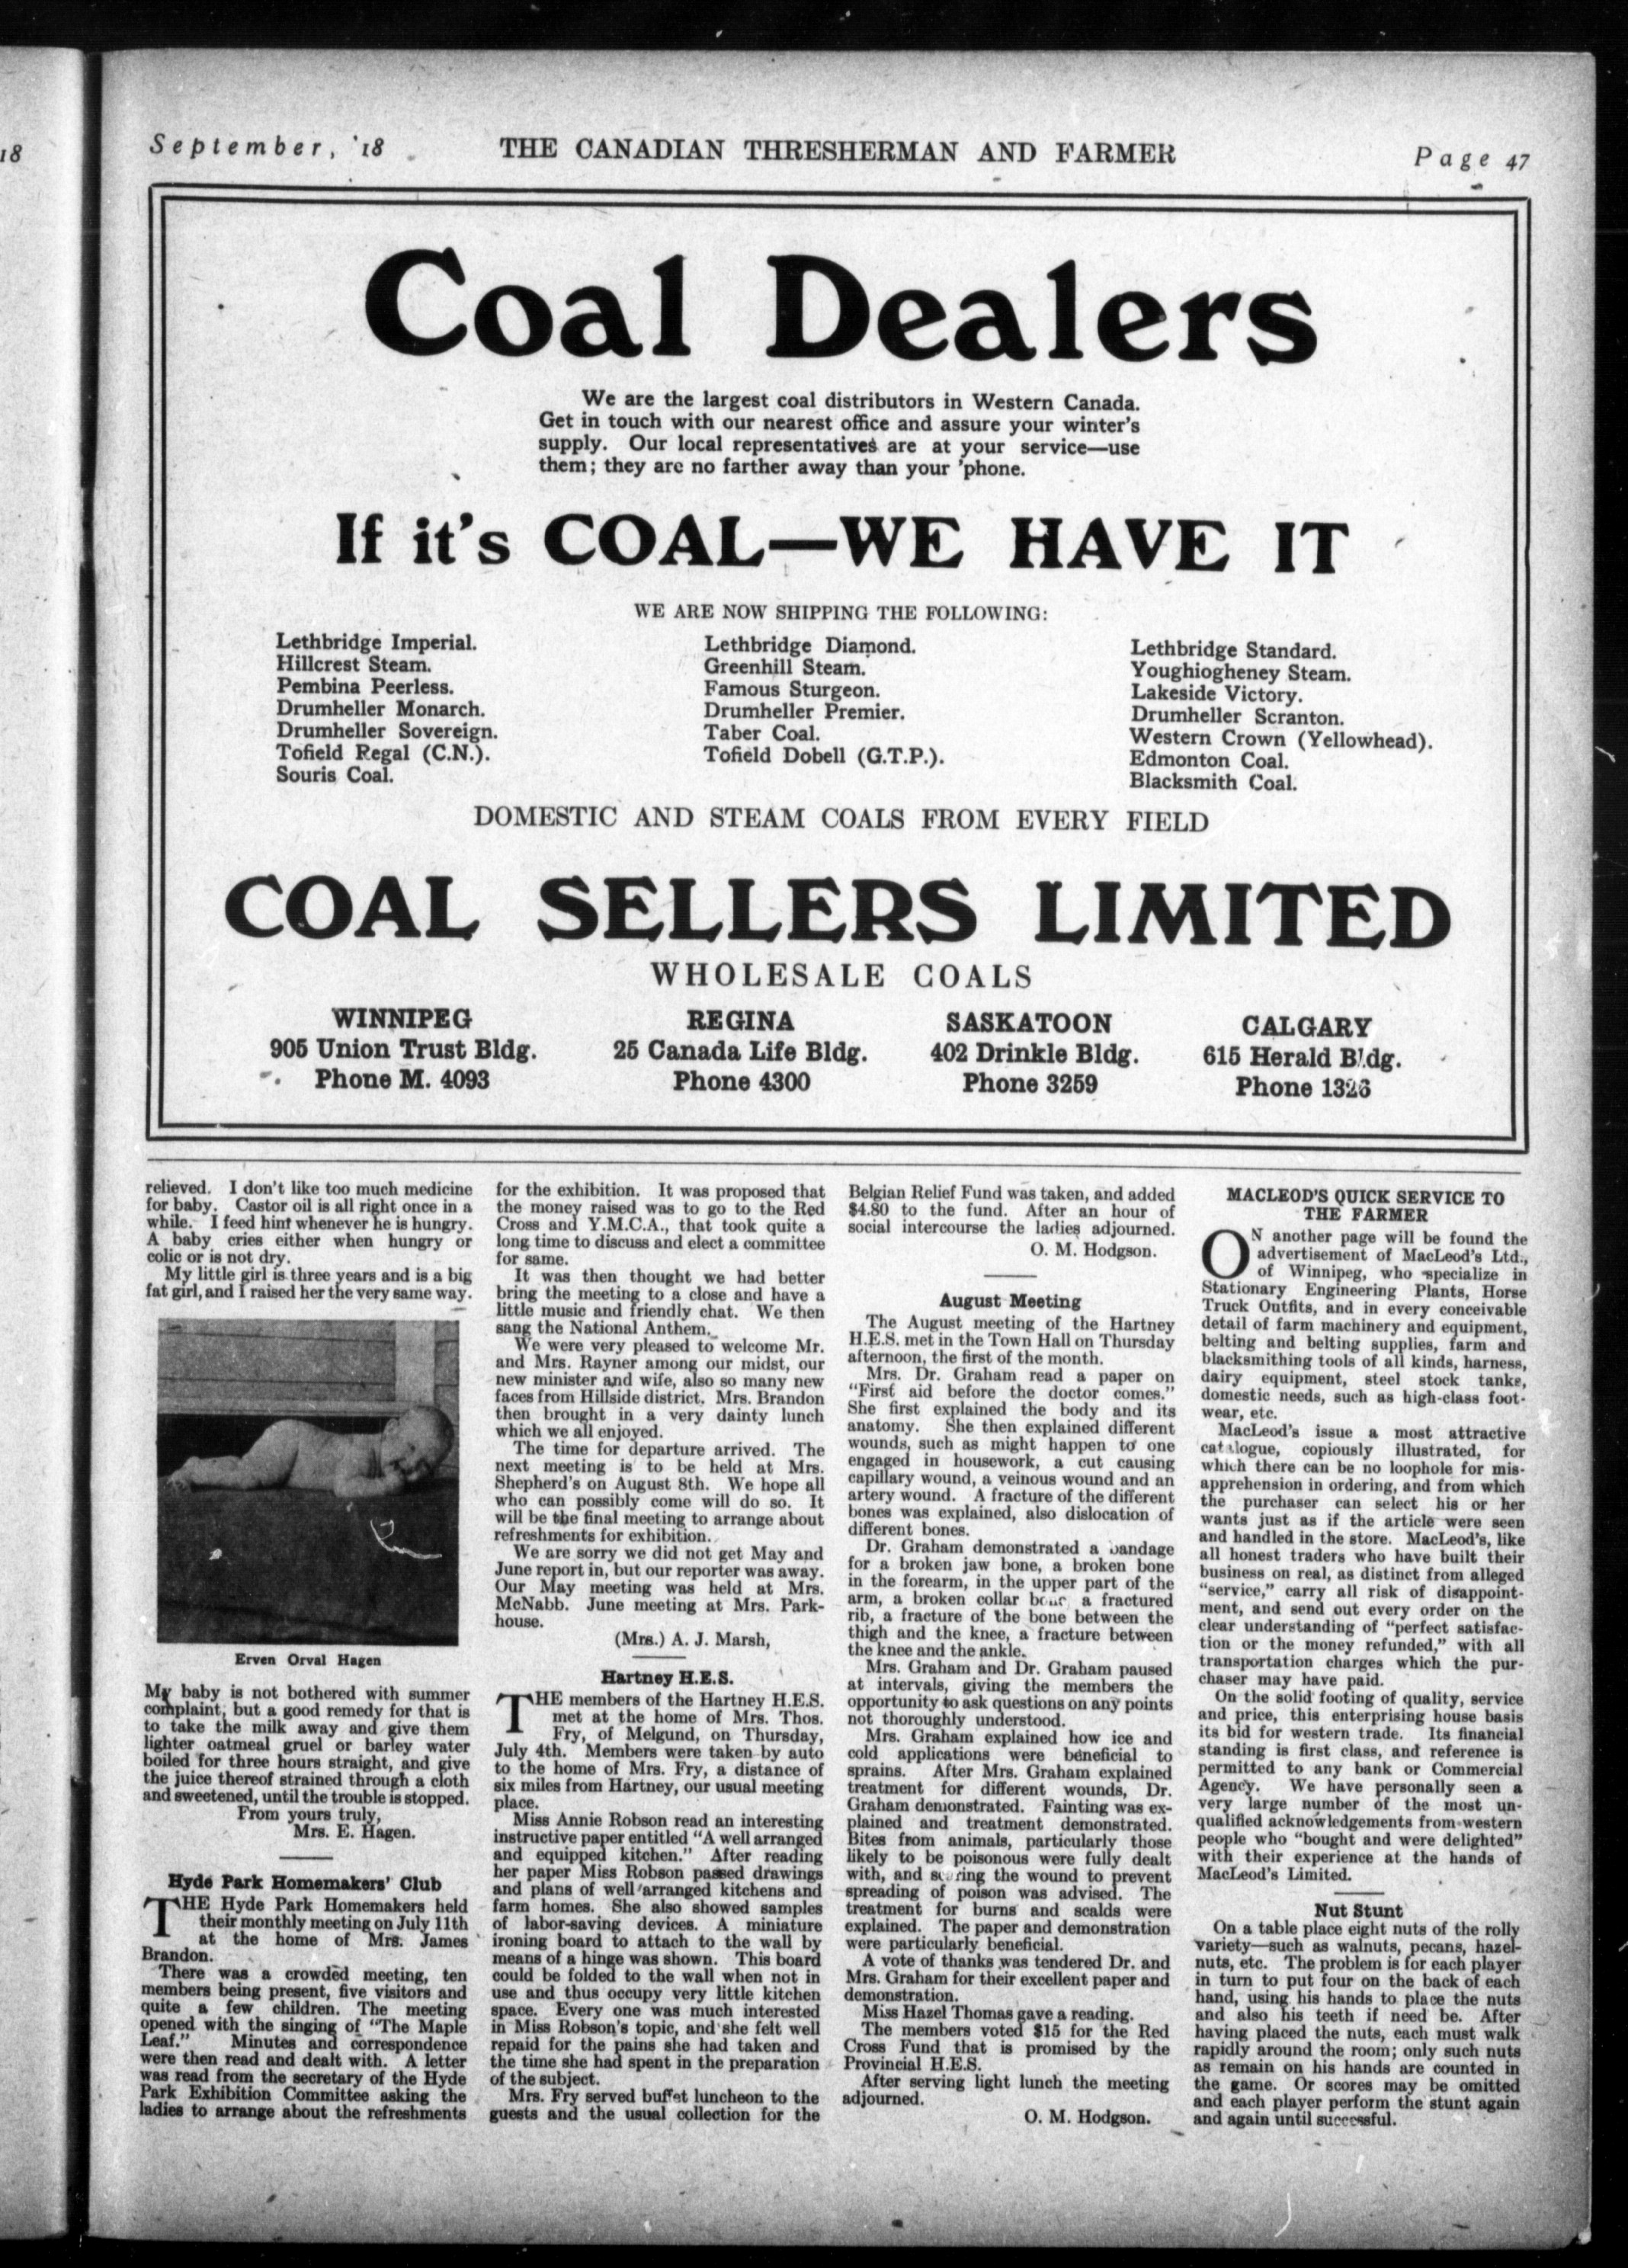 18
September, '18
THE CANADIAN THRESHERMAN AND FARMER
Page 47
Coal Dealers
We are the largest coal distributors in Western Canada.
Get in touch with our nearest office and assure your winter's
supply. Our local representatives are at your service—use
them; they are no farther away than your 'phone.
If it's COAL—WE HAVE IT
WE ARE NOW SHIPPING THE FOLLOWING:
Lethbridge Imperial.
Hillcrest Steam.
Pembina Peerless.
Drumheller Monarch.
Drumheller Sovereign.
Tofield Regal (C.N.).
Souris Coal.
Lethbridge Diamond.
Greenhill Steam.
Famous Sturgeon.
Drumheller Premier.
Taber Coal.
Tofield Dobell (G.T.P.).
Lethbridge Standard.
Youghiogheney Steam.
Lakeside Victory.
Drumheller Scranton.
Western Crown (Yellowhead).
Edmonton Coal.
Blacksmith Coal.
DOMESTIC AND STEAM COALS FROM EVERY FIELD
COAL SELLERS LIMITED
WHOLESALE COALS
WINNIPEG
905 Union Trust Bldg.
Phone M. 4093
REGINA
25 Canada Life Bldg.
Phone 4300
SASKATOON
402 Drinkle Bldg.
Phone 3259
CALGARY
615 Herald Bldg.
Phone 1326
relieved. I don't like too much medicine
for baby. Castor oil is all right once in a
while. I feed him whenever he is hungry.
A baby cries either when hungry or
colic or is not dry.
My little girl is three years and is a big
fat girl, and I raised her the very same way.
Erven Orval Hagen
My baby is not bothered with summer
complaint; but a good remedy for that is
to take the milk away and give them
lighter oatmeal gruel or barley water
boiled for three hours straight, and give
the juice thereof strained through a cloth
and sweetened, until the trouble is stopped.
From yours truly,
Mrs. E. Hagen.
Hyde Park Homemakers' Club
THE Hyde Park Homemakers held
their monthly meeting on July 11th
at the home of Mrs. James
Brandon.
There was a crowded meeting, ten
members being present, five visitors and
quite a few children. The meeting
opened with the singing of "The Maple
Leaf." Minutes and correspondence
were then read and dealt with. A letter
was read from the secretary of the Hyde
Park Exhibition Committee asking the
ladies to arrange about the refreshments
for the exhibition. It was proposed that
the money raised was to go to the Red
Cross and Y.M.C.A., that took quite a
long time to discuss and elect a committee
for same.
It was then thought we had better
bring the meeting to a close and have a
little music and friendly chat. We then
sang the National Anthem.
We were very pleased to welcome Mr.
and Mrs. Rayner among our midst, our
new minister and wife, also so many new
faces from Hillside district. Mrs. Brandon
then brought in a very dainty lunch
which we all enjoyed.
The time for departure arrived. The
next meeting is to be held at Mrs.
Shepherd's on August 8th. We hope all
who can possibly come will do so. It
will be the final meeting to arrange about
refreshments for exhibition.
We are sorry we did not get May and
June report in, but our reporter was away.
Our May meeting was held at Mrs.
McNabb. June meeting at Mrs. Park-
house.
(Mrs.) A. J. Marsh,
Hartney H.E.S.
THE members of the Hartney H.E.S.
met at the home of Mrs. Thos.
Fry, of Melgund, on Thursday,
July 4th. Members were taken by auto
to the home of Mrs. Fry, a distance of
six miles from Hartney, our usual meeting
place.
Miss Annie Robson read an interesting
instructive paper entitled "A well arranged
and equipped kitchen." After reading
her paper Miss Robson passed drawings
and plans of well arranged kitchens and
farm homes. She also showed samples
of labor-saving devices. A miniature
ironing board to attach to the wall by
means of a hinge was shown. This board
could be folded to the wall when not in
use and thus occupy very little kitchen
space. Every one was much interested
in Miss Robson's topic, and she felt well
repaid for the pains she had taken and
the time she had spent in the preparation
of the subject.
Mrs. Fry served buffet luncheon to the
guests and the usual collection for the
Belgian Relief Fund was taken, and added
$4.80 to the fund. After an hour of
social intercourse the ladies adjourned.
O. M. Hodgson.
August Meeting
The August meeting of the Hartney
H.E.S. met in the Town Hall on Thursday
afternoon, the first of the month.
Mrs. Dr. Graham read a paper on
"First aid before the doctor comes."
She first explained the body and its
anatomy. She then explained different
wounds, such as might happen to one
engaged in housework, a cut causing
capillary wound, a veinous wound and an
artery wound. A fracture of the different
bones was explained, also dislocation of
different bones.
Dr. Graham demonstrated a bandage
for a broken jaw bone, a broken bone
in the forearm, in the upper part of the
arm, a broken collar bone, a fractured
rib, a fracture of the bone between the
thigh and the knee, a fracture between
the knee and the ankle.
Mrs. Graham and Dr. Graham paused
at intervals, giving the members the
opportunity to ask questions on any points
not thoroughly understood.
Mrs. Graham explained how ice and
cold applications were beneficial to
sprains. After Mrs. Graham explained
treatment for different wounds, Dr.
Graham demonstrated. Fainting was ex-
plained and treatment demonstrated.
Bites from animals, particularly those
likely to be poisonous were fully dealt
with, and searing the wound to prevent
spreading of poison was advised. The
treatment for burns and scalds were
explained. The paper and demonstration
were particularly beneficial.
A vote of thanks was tendered Dr. and
Mrs. Graham for their excellent paper and
demonstration.
Miss Hazel Thomas gave a reading.
The members voted $15 for the Red
Cross Fund that is promised by the
Provincial H.E.S.
After serving light lunch the meeting
adjourned.
O. M. Hodgson.
MACLEOD'S QUICK SERVICE TO
THE FARMER
ON another page will be found the
advertisement of MacLeod's Ltd.,
of Winnipeg, who specialize in
Stationary Engineering Plants, Horse
Truck Outfits, and in every conceivable
detail of farm machinery and equipment,
belting and belting supplies, farm and
blacksmithing tools of all kinds, harness,
dairy equipment, steel stock tanks,
domestic needs, such as high-class foot-
wear, etc.
MacLeod's issue a most attractive
catalogue, copiously illustrated, for
which there can be no loophole for mis-
apprehension in ordering, and from which
the purchaser can select his or her
wants just as if the article were seen
and handled in the store. MacLeod's, like
all honest traders who have built their
business on real, as distinct from alleged
"service," carry all risk of disappoint-
ment, and send out every order on the
clear understanding of "perfect satisfac-
tion or the money refunded," with all
transportation charges which the pur-
chaser may have paid.
On the solid footing of quality, service
and price, this enterprising house basis
its bid for western trade. Its financial
standing is first class, and reference is
permitted to any bank or Commercial
Agency. We have personally seen a
very large number of the most un-
qualified acknowledgements from western
people who "bought and were delighted"
with their experience at the hands of
MacLeod's Limited.
Nut Stunt
On a table place eight nuts of the rolly
variety—such as walnuts, pecans, hazel-
nuts, etc. The problem is for each player
in turn to put four on the back of each
hand, using his hands to place the nuts
and also his teeth if need be. After
having placed the nuts, each must walk
rapidly around the room; only such nuts
as remain on his hands are counted in
the game. Or scores may be omitted
and each player perform the stunt again
and again until successful.